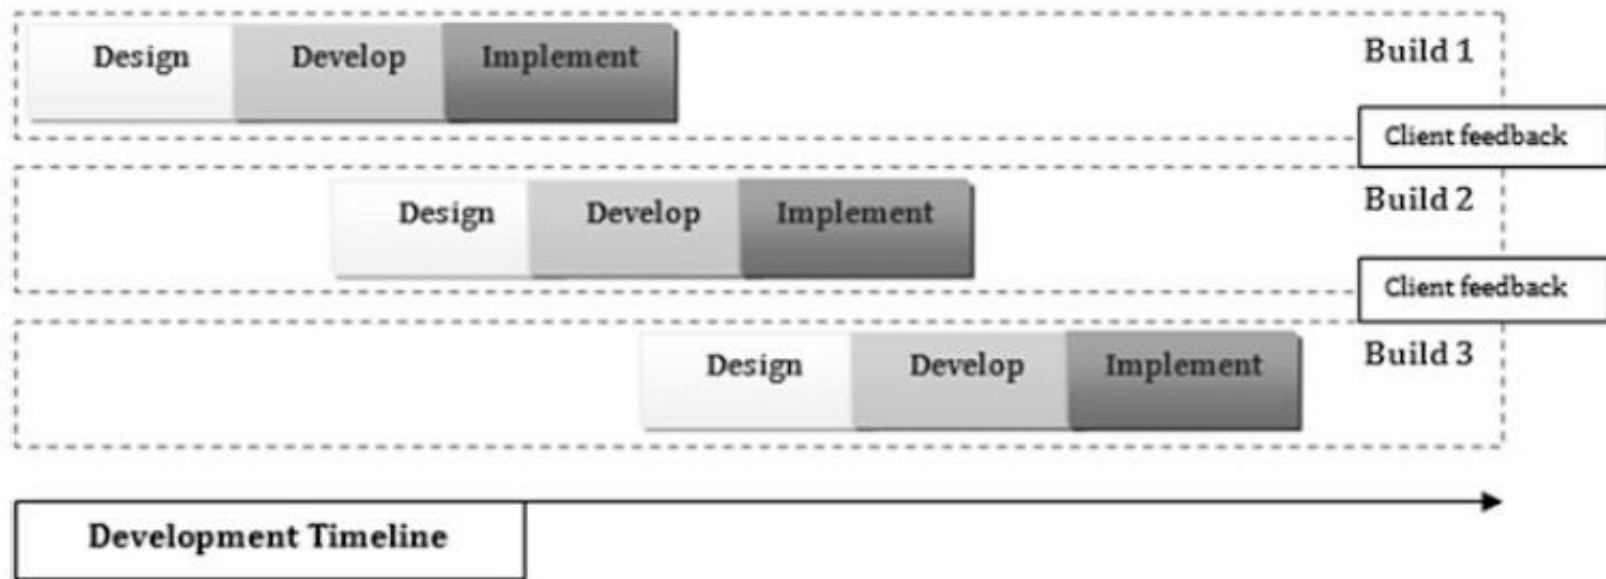 Design Develop Implement Build 1
Client feedback
Design Develop Implement Build 2
Client feedback
Design Develop Implement Build 3
Development Timeline